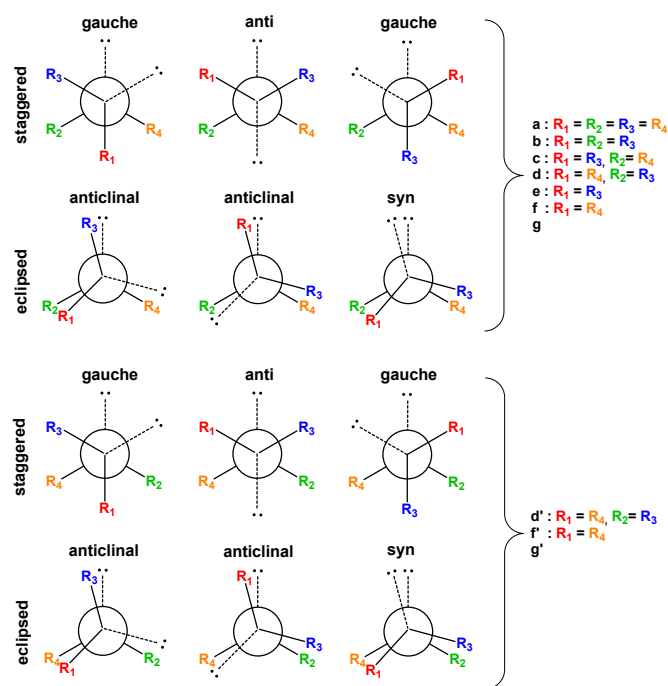 gauche anti gauche
staggered
R₃ R₁ R₃ R₁
R₂ R₄ R₂ R₄ R₂ R₄
R₁ R₃
anticlinal anticlinal syn
eclipsed
R₃ R₁
R₂ R₄ R₂ R₃ R₂ R₃
R₁ R₄ R₁ R₄
a : R₁ = R₂ = R₃ = R₄
b : R₁ = R₂ = R₃
c : R₁ = R₃, R₂= R₄
d : R₁ = R₄, R₂= R₃
e : R₁ = R₃
f : R₁ = R₄
g
gauche anti gauche
staggered
R₃ R₁ R₃ R₁
R₄ R₂ R₄ R₂ R₄ R₂
R₁ R₃
anticlinal anticlinal syn
eclipsed
R₃ R₁
R₄ R₂ R₄ R₃ R₄ R₃
R₁ R₂ R₁ R₂
d' : R₁ = R₄, R₂= R₃
f' : R₁ = R₄
g'